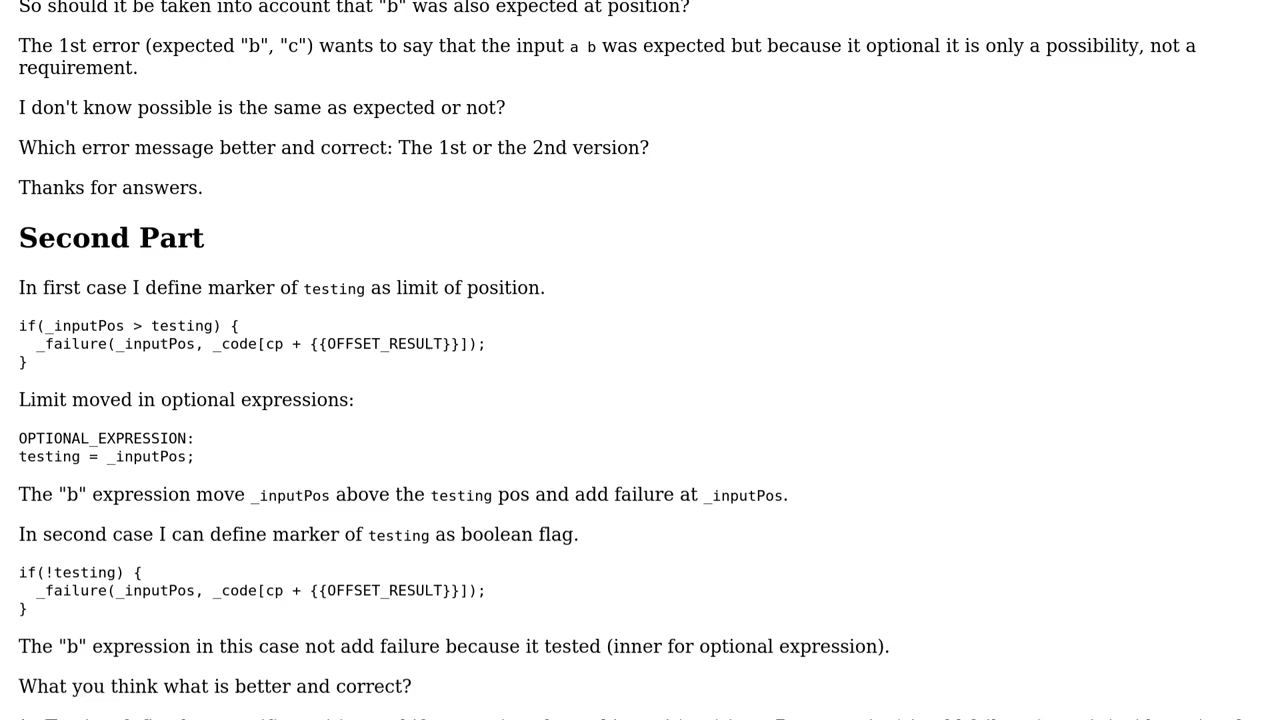 So should it be taken into account that "b" was also expected at position?
The 1st error (expected "b", "c") wants to say that the input a b was expected but because it optional it is only a possibility, not a
requirement.
I don't know possible is the same as expected or not?
Which error message better and correct: The 1st or the 2nd version?
Thanks for answers.
Second Part
In first case I define marker of testing as limit of position.
if(_inputPos > testing) {
  _failure(_inputPos, _code[cp + {{OFFSET_RESULT}}]);
}
Limit moved in optional expressions:
OPTIONAL_EXPRESSION:
testing = _inputPos;
The "b" expression move _inputPos above the testing pos and add failure at _inputPos.
In second case I can define marker of testing as boolean flag.
if(!testing) {
  _failure(_inputPos, _code[cp + {{OFFSET_RESULT}}]);
}
The "b" expression in this case not add failure because it tested (inner for optional expression).
What you think what is better and correct?